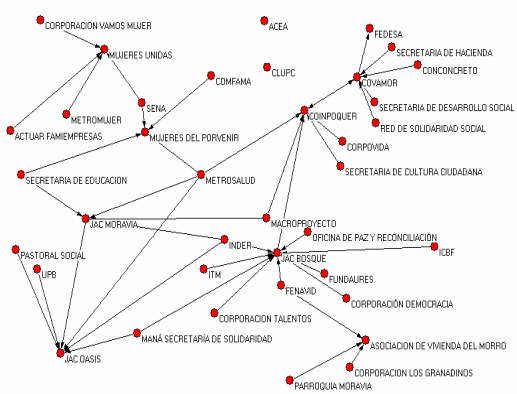 CORPORACION VAMOS MUJER
ACEA
FEDESA
MUJERES UNIDAS
SECRETARIA DE HACIENDA
CLUPC
CONCONCRETO
COMFAMA
COVAMOR
METROMUJER
SENA
SECRETARIA DE DESARROLLO SOCIAL
COINPOQUER
RED DE SOLIDARIDAD SOCIAL
ACTUAR FAMIEMPRESAS
MUJERES DEL PORVENIR
CORPOVIDA
SECRETARIA DE CULTURA CIUDADANA
SECRETARIA DE EDUCACION
METROSALUD
JAC MORAVIA
MACROPROYECTO
OFICINA DE PAZ Y RECONCILIACIÓN
INDER
ICBF
PASTORAL SOCIAL
JAC BOSQUE
UPB
ITM
FUNDAURES
FENAVID
CORPORACIÓN DEMOCRACIA
CORPORACION TALENTOS
MANÁ SECRETARÍA DE SOLIDARIDAD
ASOCIACION DE VIVIENDA DEL MORRO
JAC OASIS
CORPORACION LOS GRANADINOS
PARROQUIA MORAVIA